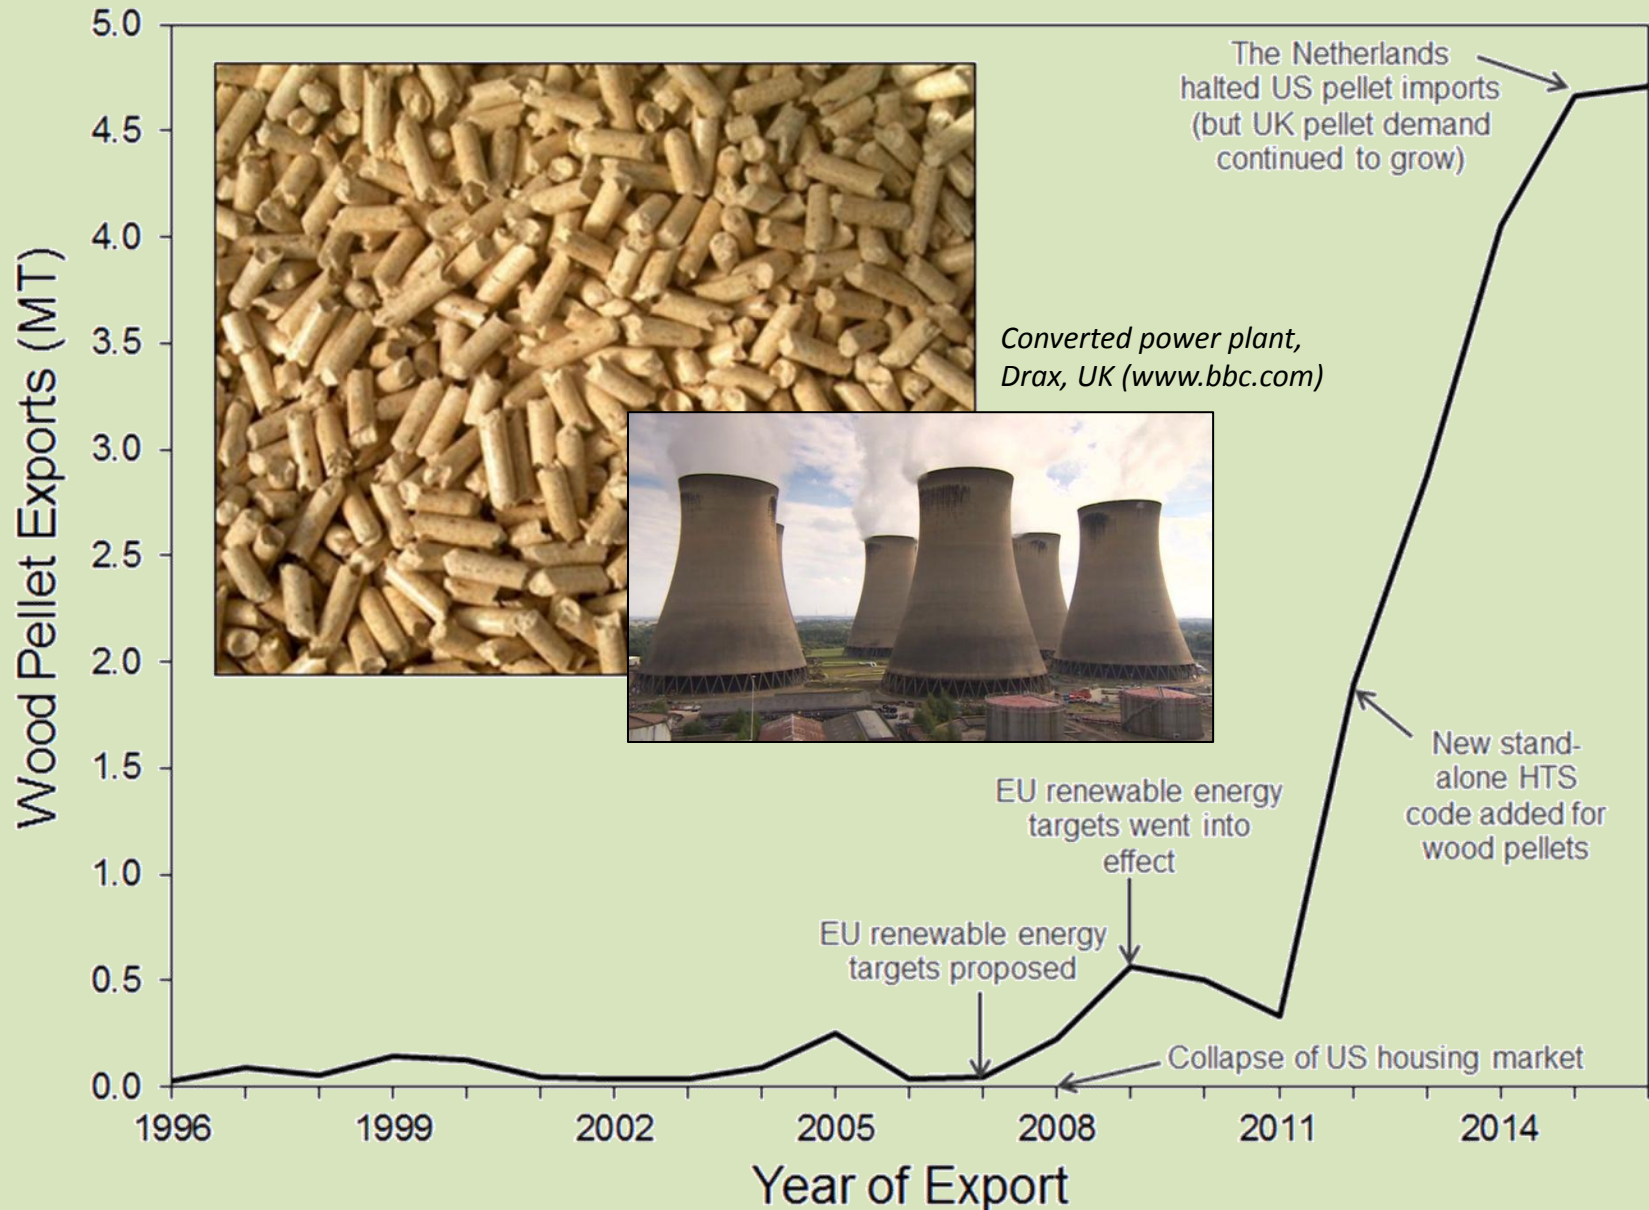 5.0
4.5
4.0
3.5
3.0
2.5
2.0
1.5
1.0
0.5
0.0
Wood Pellet Exports (MT)
The Netherlands
halted US pellet imports
(but UK pellet demand
continued to grow)
Converted power plant,
Drax, UK (www.bbc.com)
New stand-
alone HTS
code added for
wood pellets
EU renewable energy
targets went into
effect
EU renewable energy
targets proposed
Collapse of US housing market
1996 1999 2002 2005 2008 2011 2014
Year of Export